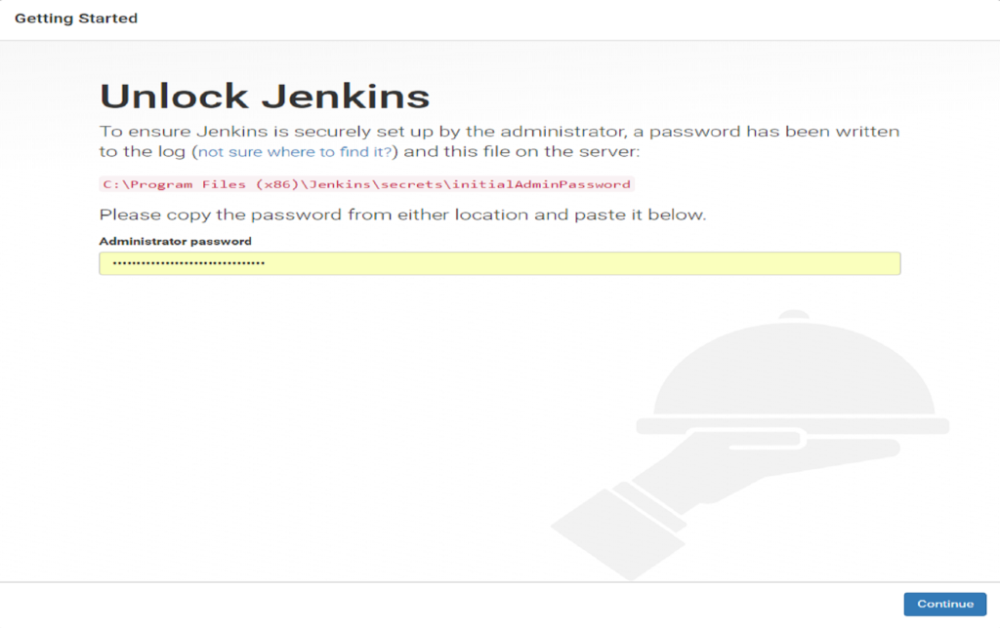 Getting Started
Unlock Jenkins
To ensure Jenkins is securely set up by the administrator, a password has been written
to the log (not sure where to find it?) and this file on the server:
C:\Program Files (x86)\Jenkins\secrets\initialAdminPassword
Please copy the password from either location and paste it below.
Administrator password
••••••••••••••••••••••••••••••••
Continue